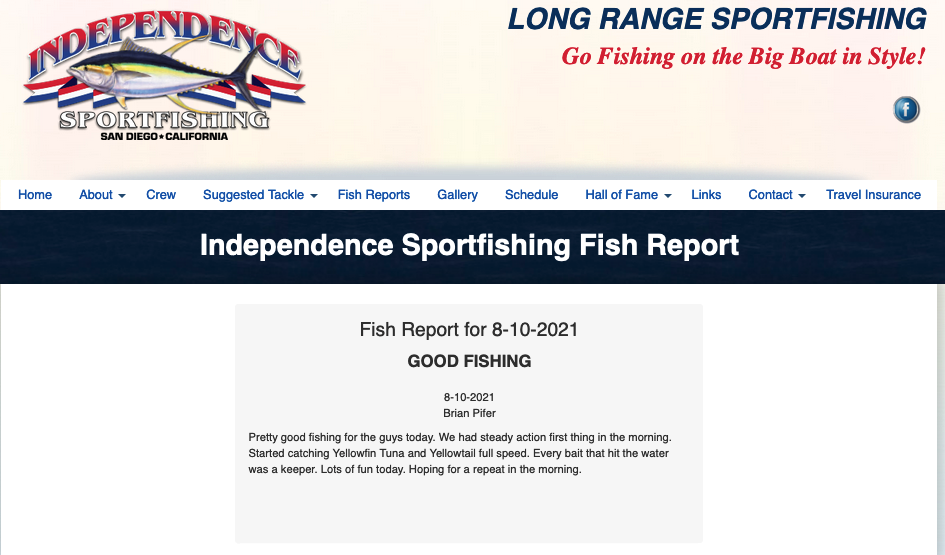 INDEPENDENCE
SPORTFISHING
SAN DIEGO★CALIFORNIA
LONG RANGE SPORTFISHING
Go Fishing on the Big Boat in Style!
f
Home About Crew Suggested Tackle Fish Reports Gallery Schedule Hall of Fame Links Contact Travel Insurance
Independence Sportfishing Fish Report
Fish Report for 8-10-2021
GOOD FISHING
8-10-2021
Brian Pifer
Pretty good fishing for the guys today. We had steady action first thing in the morning.
Started catching Yellowfin Tuna and Yellowtail full speed. Every bait that hit the water
was a keeper. Lots of fun today. Hoping for a repeat in the morning.